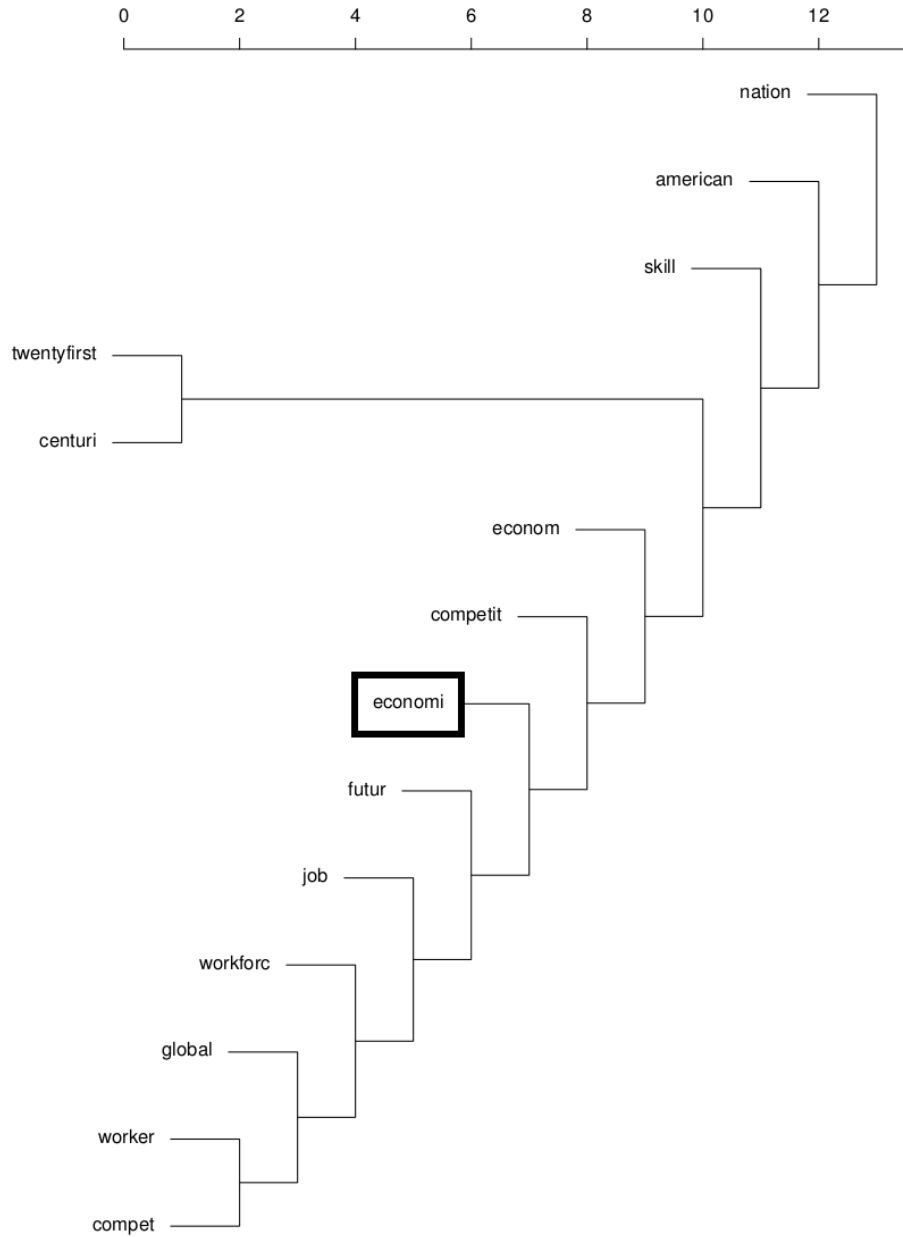 0 2 4 6 8 10 12
nation
american
skill
twentyfirst
centuri
econom
competit
economi
futur
job
workforc
global
worker
compet